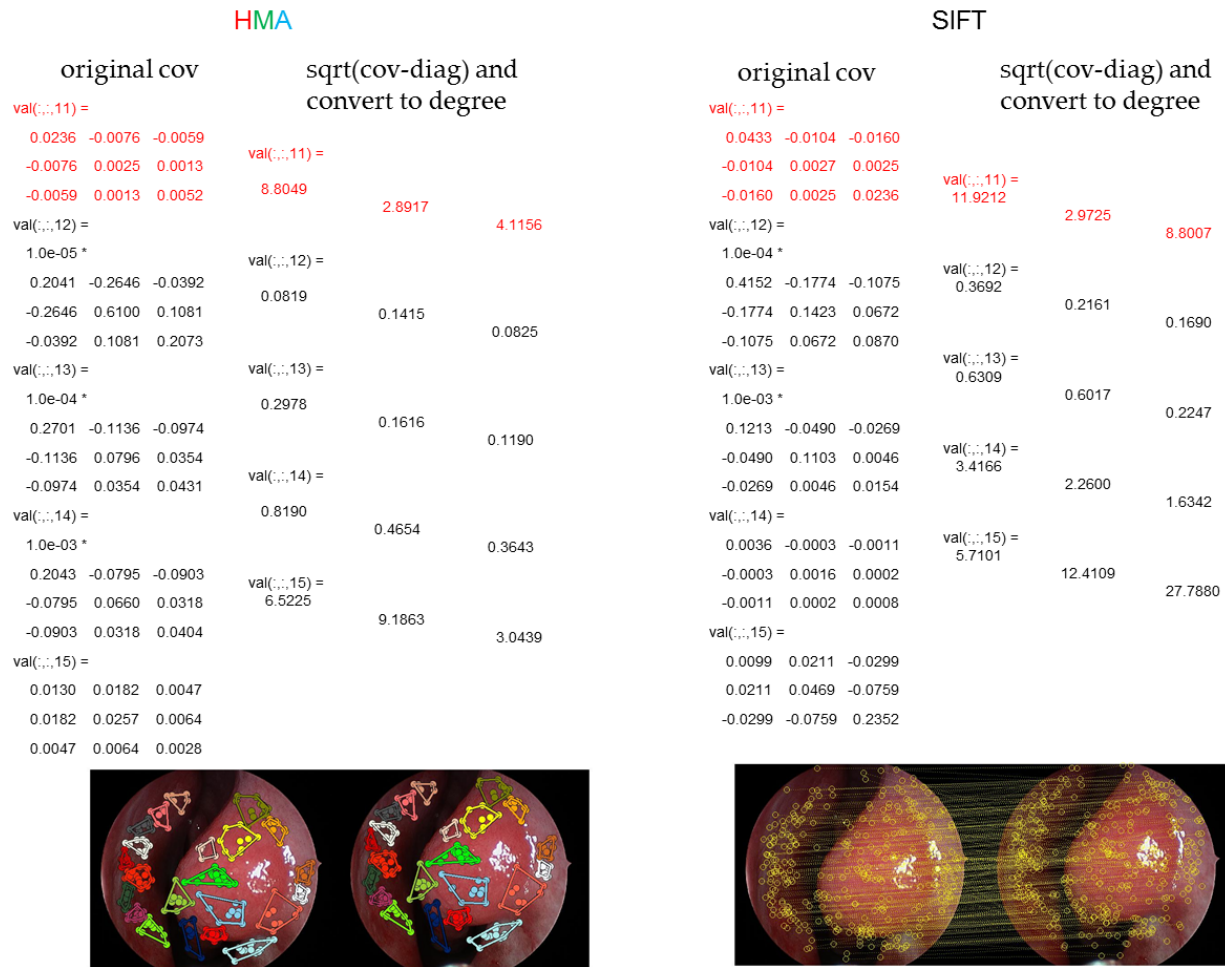 HMA
original cov
sqrt(cov-diag) and
convert to degree
val(:,:,11) =
0.0236 -0.0076 -0.0059
-0.0076 0.0025 0.0013
-0.0059 0.0013 0.0052
val(:,:,12) =
1.0e-05 *
0.2041 -0.2646 -0.0392
-0.2646 0.6100 0.1081
-0.0392 0.1081 0.2073
val(:,:,13) =
1.0e-04 *
0.2701 -0.1136 -0.0974
-0.1136 0.0796 0.0354
-0.0974 0.0354 0.0431
val(:,:,14) =
1.0e-03 *
0.2043 -0.0795 -0.0903
-0.0795 0.0660 0.0318
-0.0903 0.0318 0.0404
val(:,:,15) =
0.0130 0.0182 0.0047
0.0182 0.0257 0.0064
0.0047 0.0064 0.0028
val(:,:,11) =
8.8049
2.8917
4.1156
val(:,:,12) =
0.0819
0.1415
0.0825
val(:,:,13) =
0.2978
0.1616
0.1190
val(:,:,14) =
0.8190
0.4654
0.3643
val(:,:,15) =
6.5225
9.1863
3.0439
SIFT
original cov
sqrt(cov-diag) and
convert to degree
val(:,:,11) =
0.0433 -0.0104 -0.0160
-0.0104 0.0027 0.0025
-0.0160 0.0025 0.0236
val(:,:,12) =
1.0e-04 *
0.4152 -0.1774 -0.1075
-0.1774 0.1423 0.0672
-0.1075 0.0672 0.0870
val(:,:,13) =
1.0e-03 *
0.1213 -0.0490 -0.0269
-0.0490 0.1103 0.0046
-0.0269 0.0046 0.0154
val(:,:,14) =
0.0036 -0.0003 -0.0011
-0.0003 0.0016 0.0002
-0.0011 0.0002 0.0008
val(:,:,15) =
0.0099 0.0211 -0.0299
0.0211 0.0469 -0.0759
-0.0299 -0.0759 0.2352
val(:,:,11) =
11.9212
2.9725
8.8007
val(:,:,12) =
0.3692
0.2161
0.1690
val(:,:,13) =
0.6309
0.6017
0.2247
val(:,:,14) =
3.4166
2.2600
1.6342
val(:,:,15) =
5.7101
12.4109
27.7880